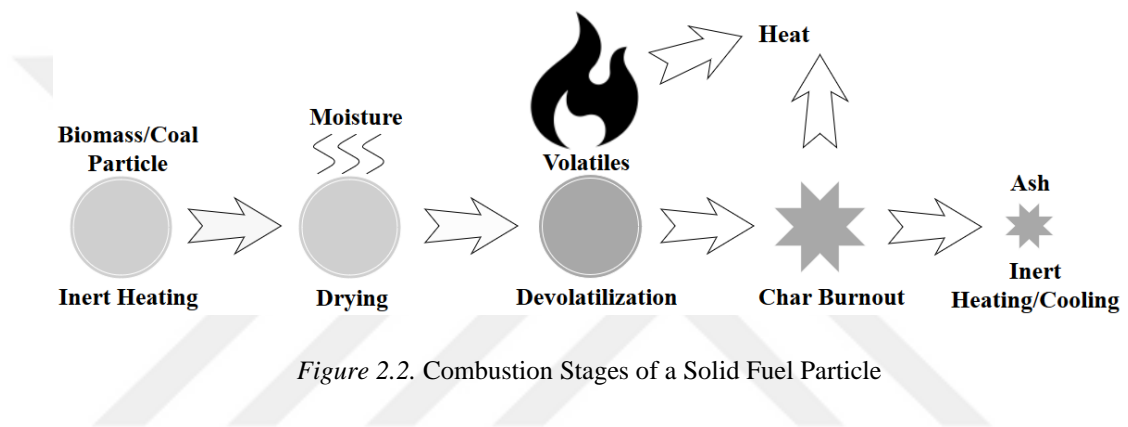 Heat
Moisture
Biomass/Coal
Particle
Volatiles
Ash
Inert Heating
Drying
Devolatilization
Char Burnout
Inert
Heating/Cooling
Figure 2.2. Combustion Stages of a Solid Fuel Particle